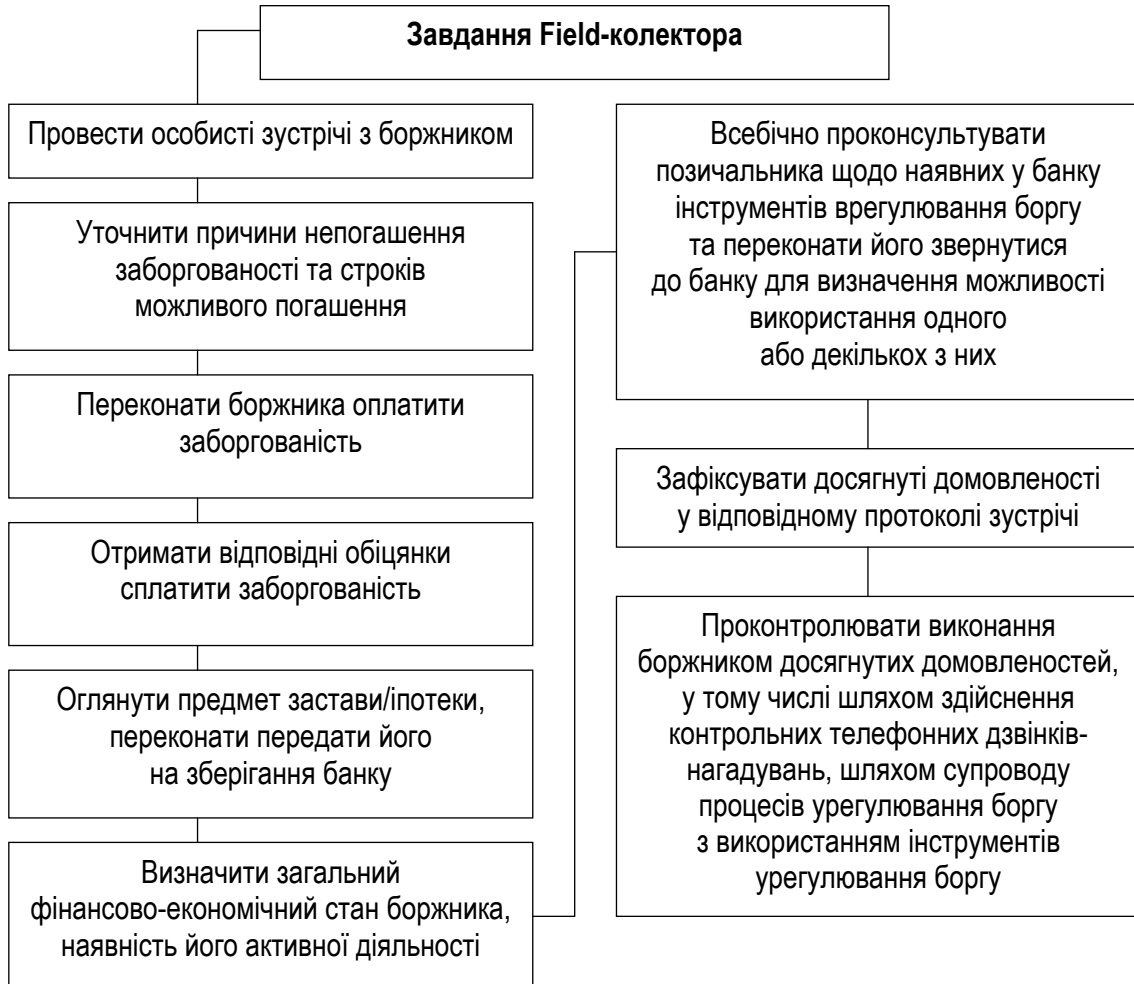 Завдання Field-колектора
Провести особисті зустрічі з боржником
Уточнити причини непогашення
заборгованості та строків
можливого погашення
Переконати боржника оплатити
заборгованість
Отримати відповідні обіцянки
сплатити заборгованість
Оглянути предмет застави/іпотеки,
переконати передати його
на зберігання банку
Визначити загальний
фінансово-економічний стан боржника,
наявність його активної діяльності
Всебічно проконсультувати
позичальника щодо наявних у банку
інструментів врегулювання боргу
та переконати його звернутися
до банку для визначення можливості
використання одного
або декількох з них
Зафіксувати досягнуті домовленості
у відповідному протоколі зустрічі
Проконтролювати виконання
боржником досягнутих домовленостей,
у тому числі шляхом здійснення
контрольних телефонних дзвінків-
нагадувань, шляхом супроводу
процесів урегулювання боргу
з використанням інструментів
урегулювання боргу